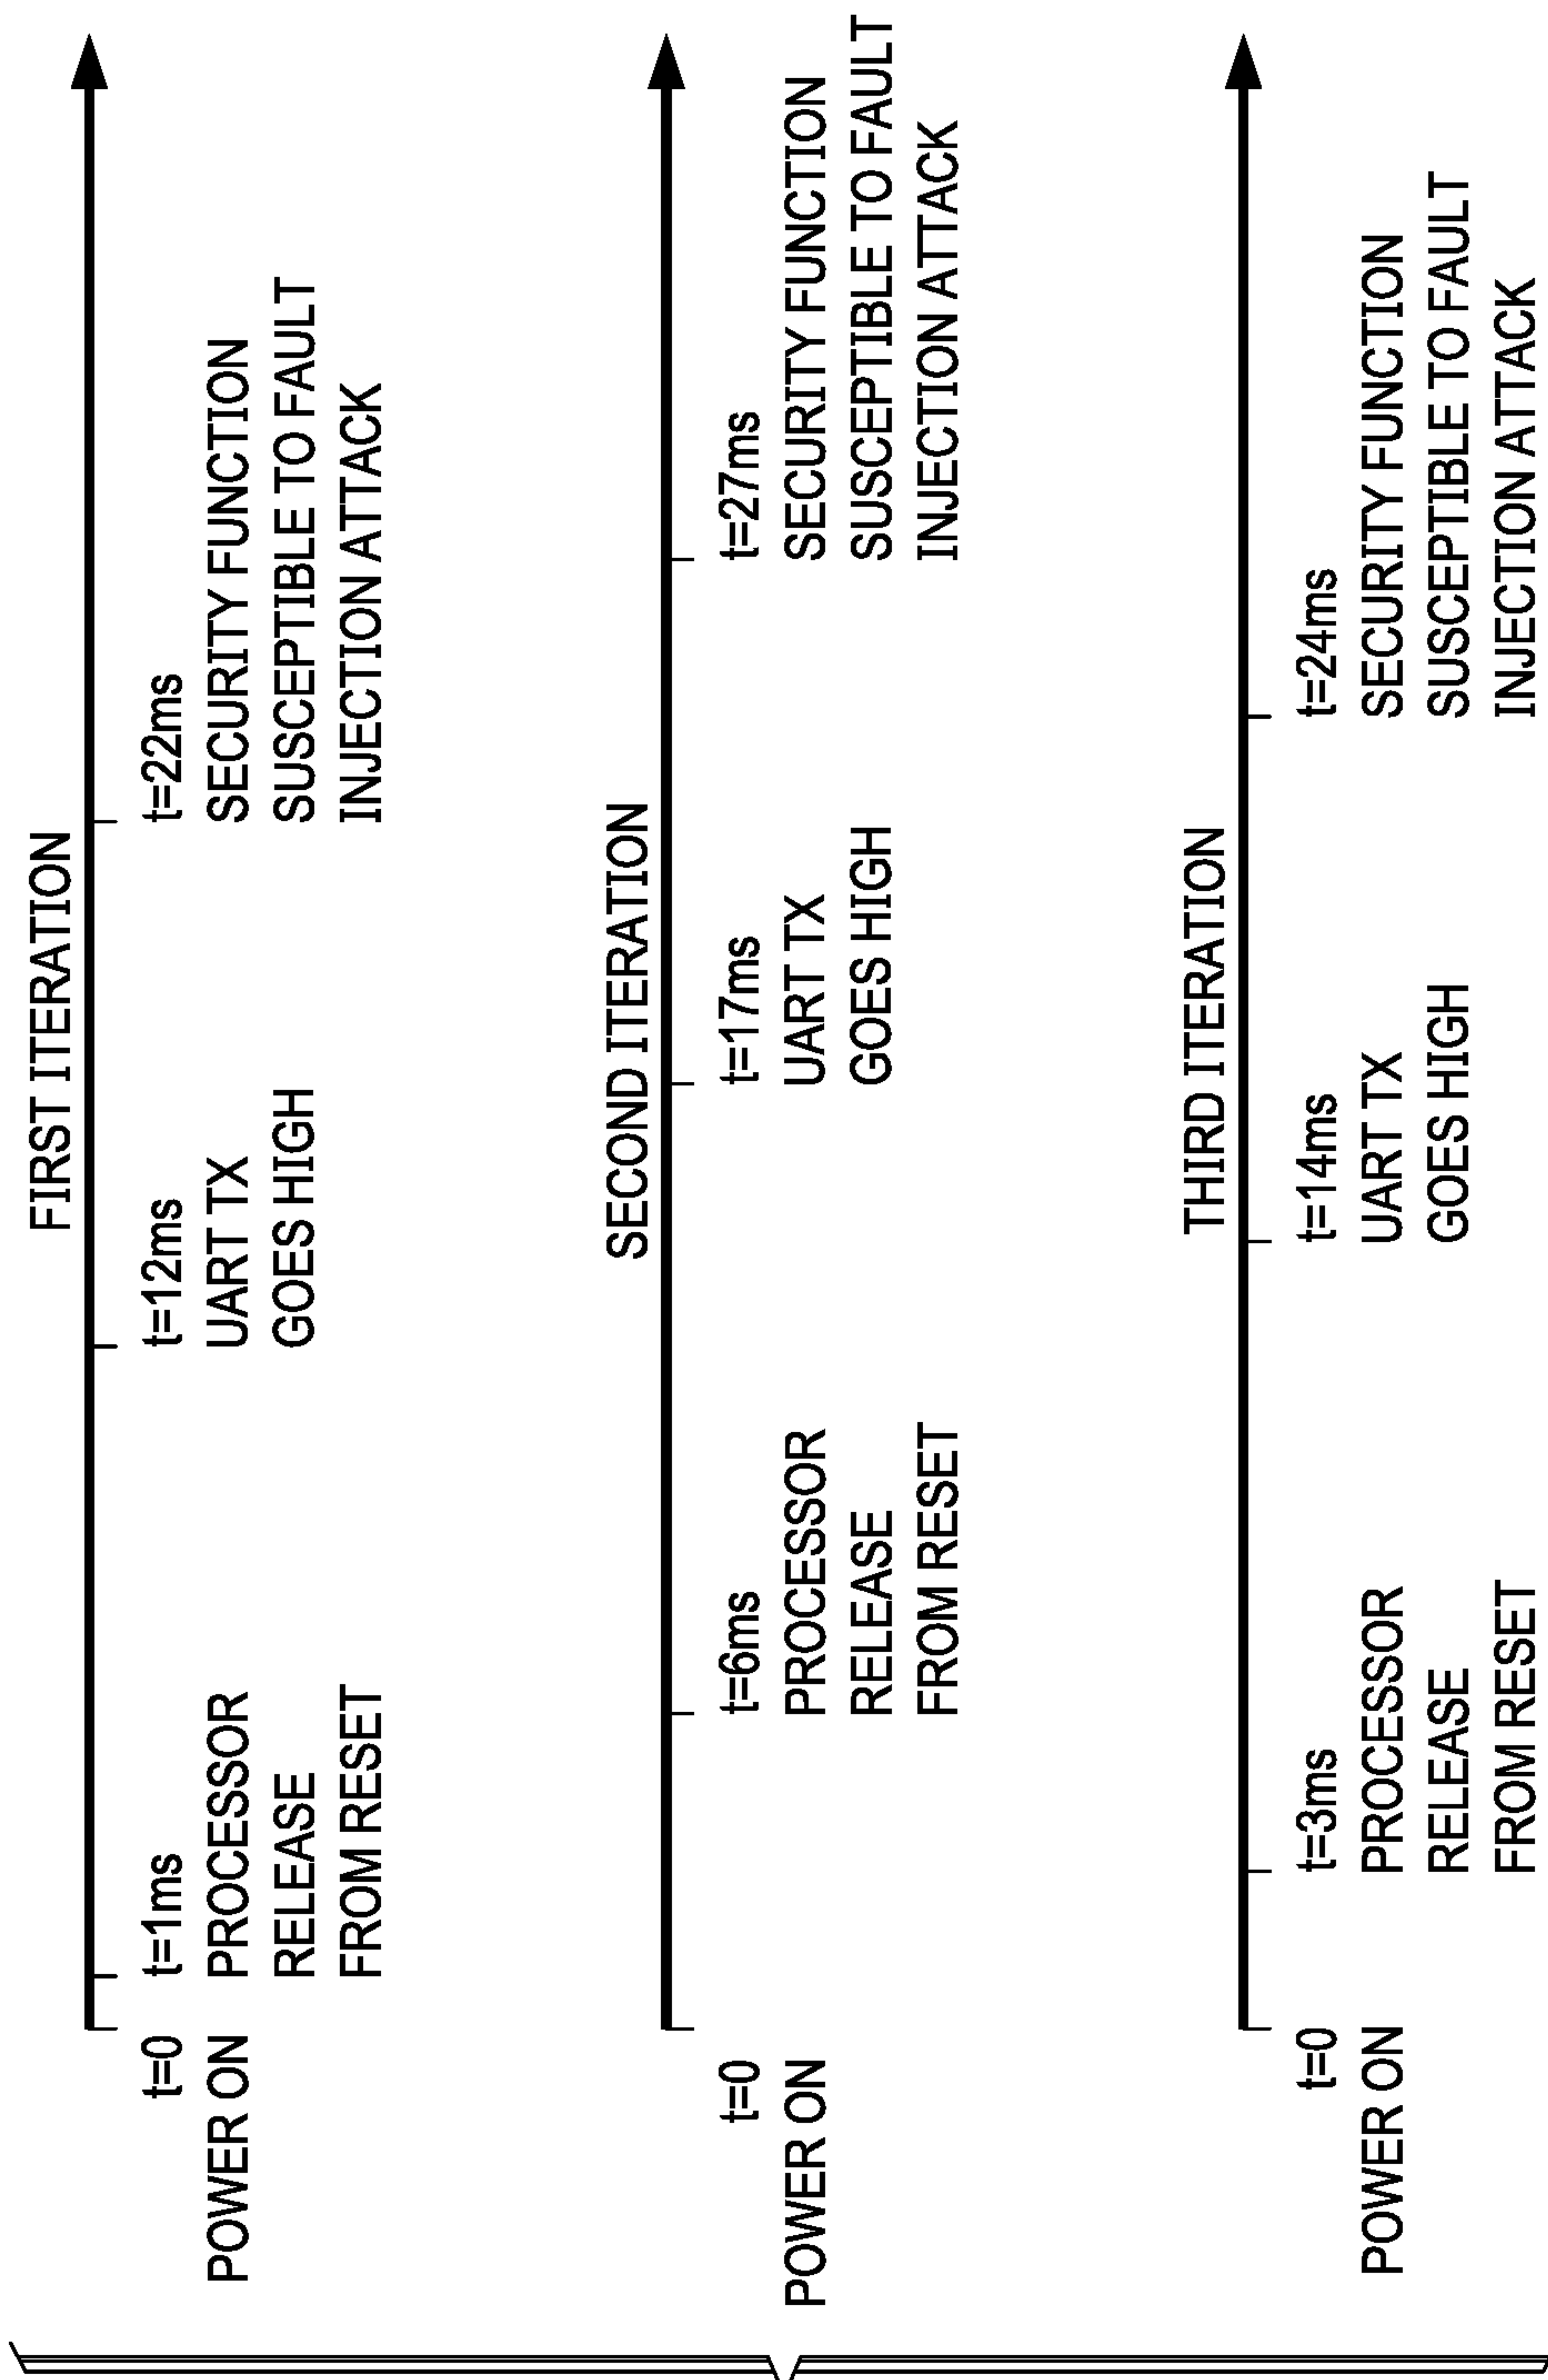 FIRST ITERATION
t=0
POWER ON
t=1ms
PROCESSOR
RELEASE
FROM RESET
t=12ms
UART TX
GOES HIGH
t=22ms
SECURITY FUNCTION
SUSCEPTIBLE TO FAULT
INJECTION ATTACK
SECOND ITERATION
t=0
POWER ON
t=6ms
PROCESSOR
RELEASE
FROM RESET
t=17ms
UART TX
GOES HIGH
t=27ms
SECURITY FUNCTION
SUSCEPTIBLE TO FAULT
INJECTION ATTACK
THIRD ITERATION
t=0
POWER ON
t=3ms
PROCESSOR
RELEASE
FROM RESET
t=14ms
UART TX
GOES HIGH
t=24ms
SECURITY FUNCTION
SUSCEPTIBLE TO FAULT
INJECTION ATTACK